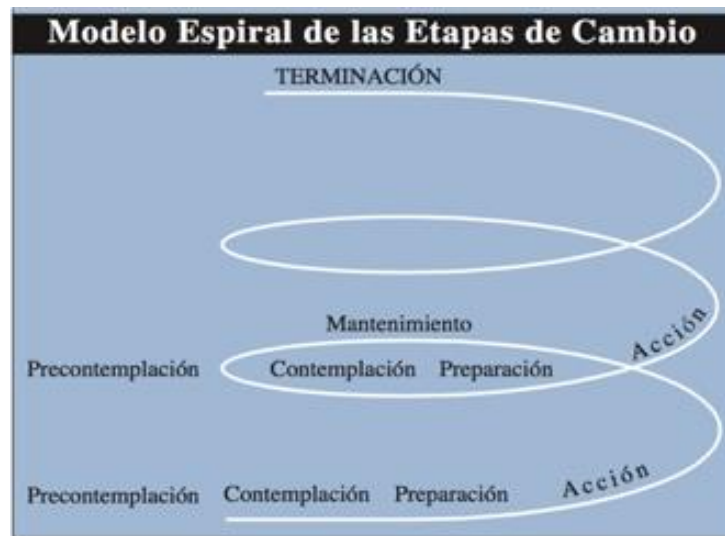 Modelo Espiral de las Etapas de Cambio
TERMINACIÓN
Mantenimiento
Precontemplación Contemplación Preparación Acción
Precontemplación Contemplación Preparación Acción